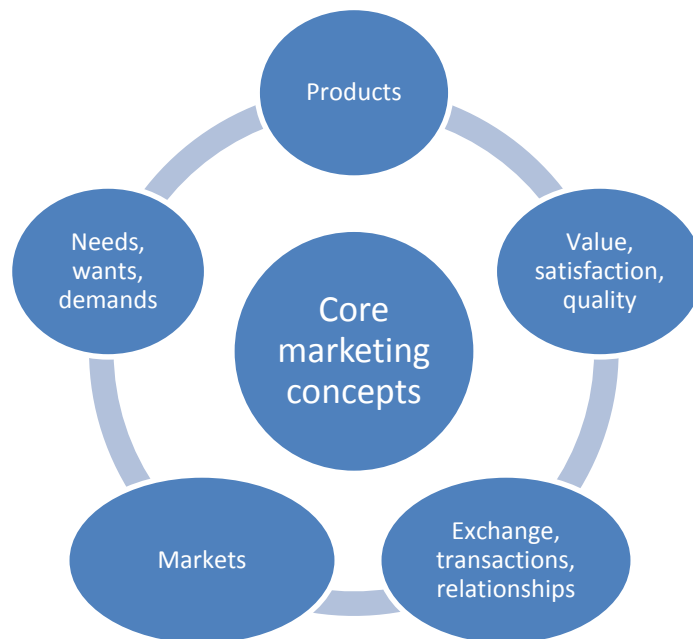 Products
Needs,
wants,
demands
Value,
satisfaction,
quality
Core
marketing
concepts
Markets
Exchange,
transactions,
relationships